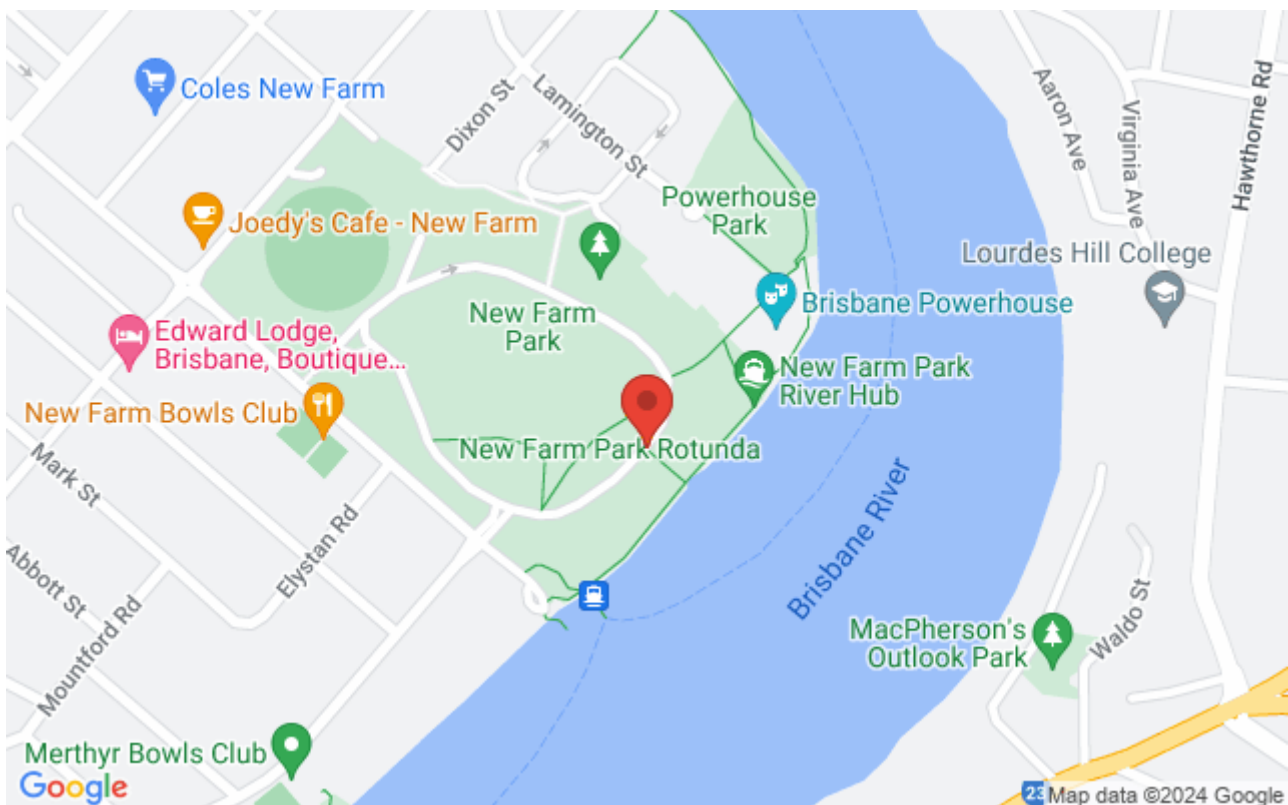 Coles New Farm
Dixon St
Lamington St
Aaron Ave
Virginia Ave
Hawthorne Rd
Joedy's Cafe - New Farm
Powerhouse
Park
Lourdes Hill College
Edward Lodge,
Brisbane, Boutique...
New Farm
Park
Brisbane Powerhouse
New Farm Park
River Hub
New Farm Bowls Club
New Farm Park Rotunda
Mark St
Elystan Rd
Brisbane River
Abbott St
Mountford Rd
MacPherson's
Outlook Park
Waldo St
Merthyr Bowls Club
Google
23
Map data ©2024 Google